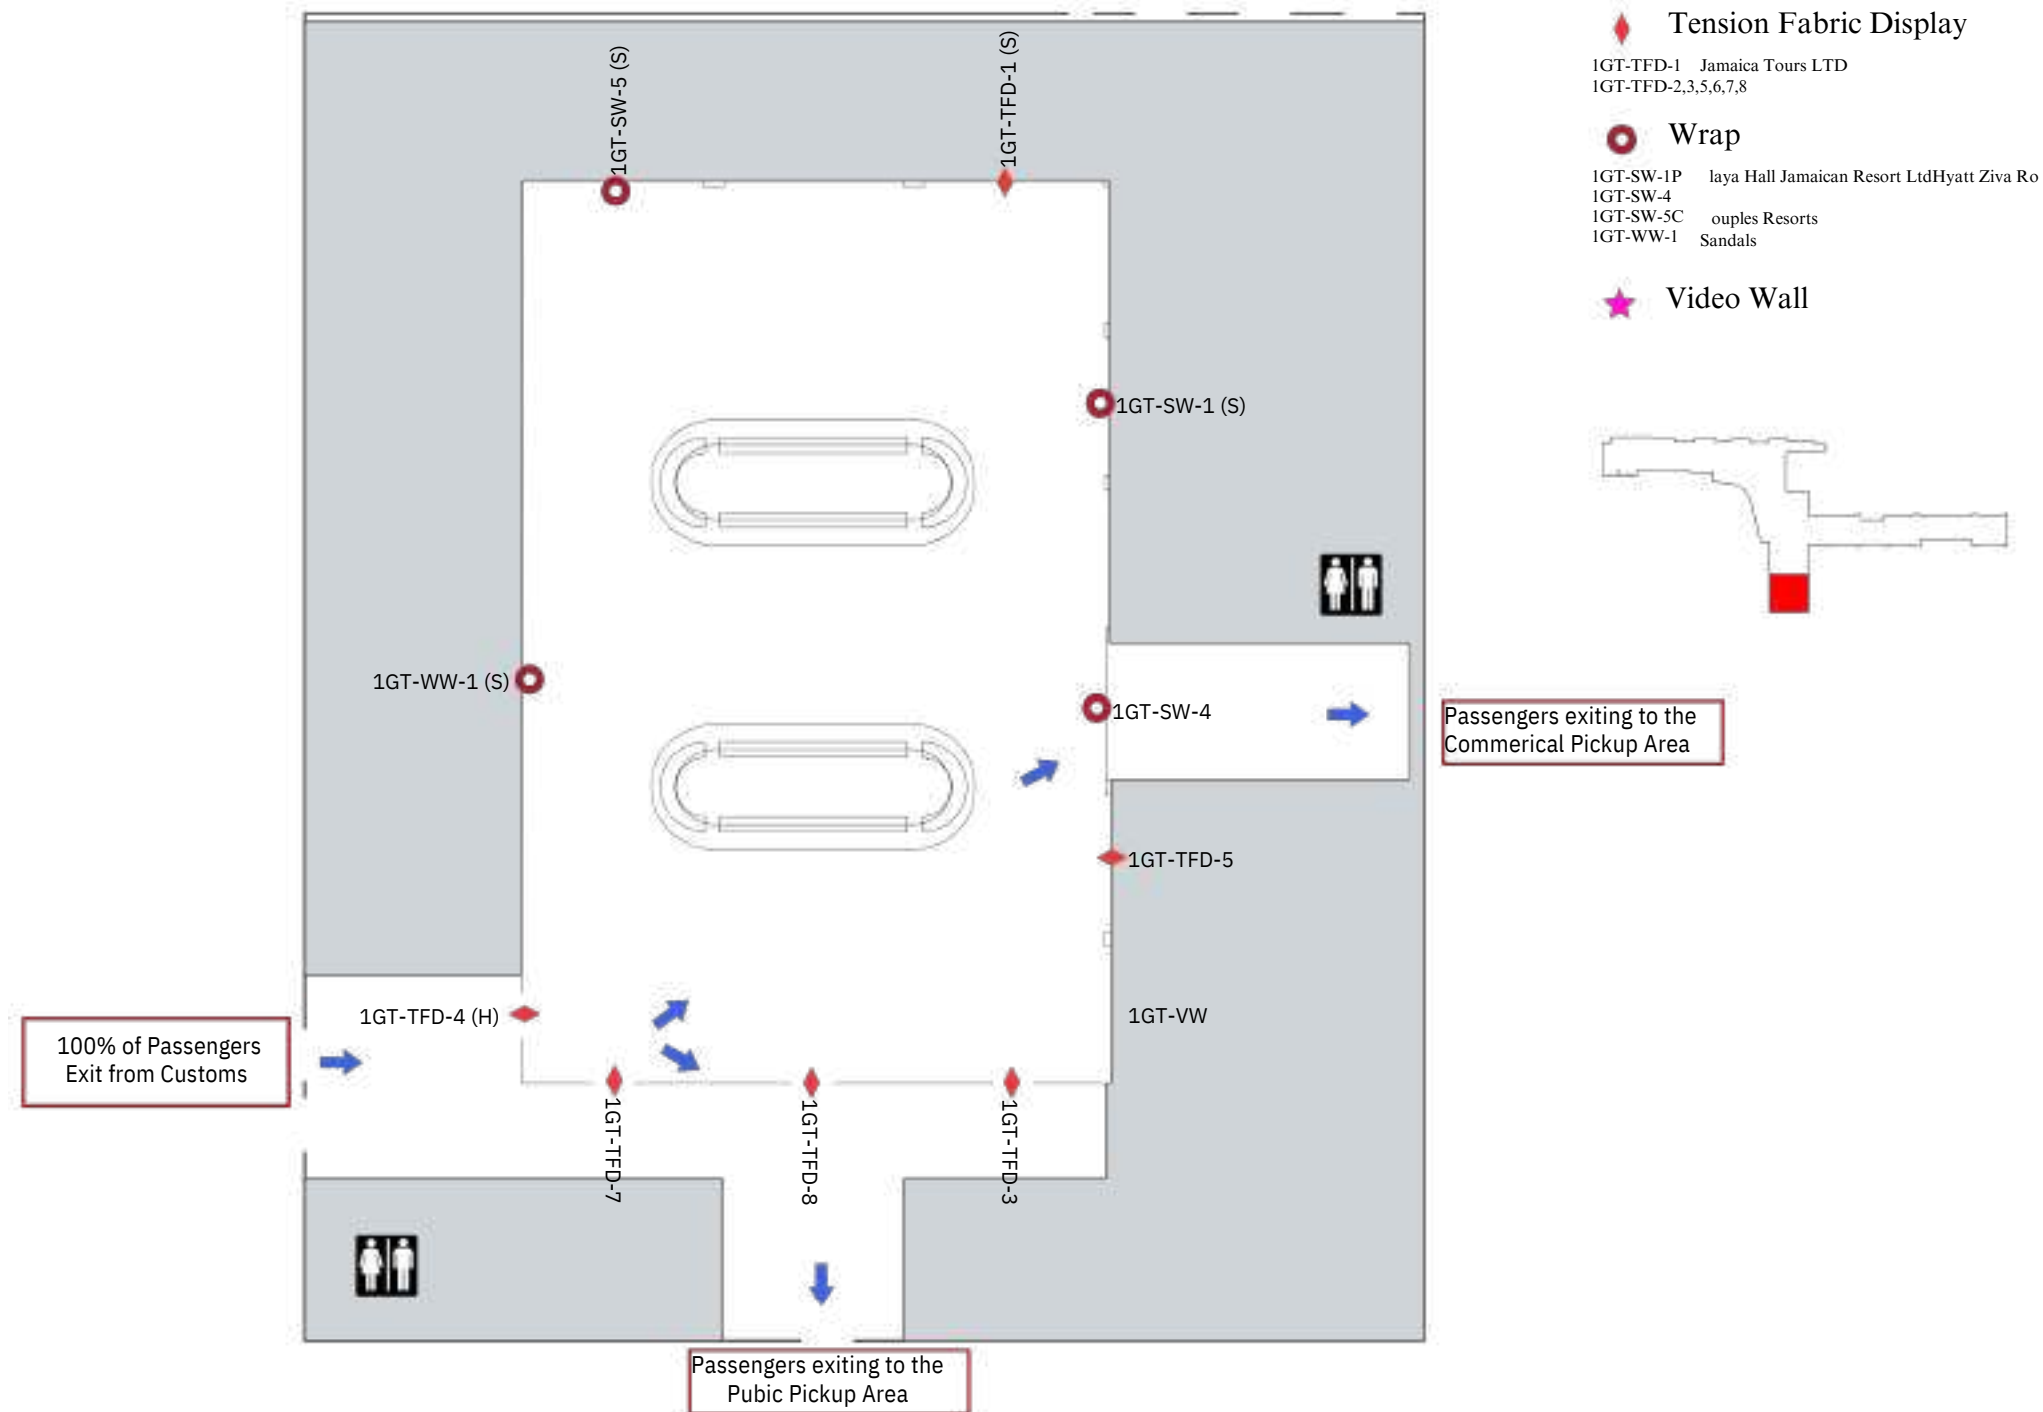 Tension Fabric Display
1GT-TFD-1 Jamaica Tours LTD
1GT-TFD-2,3,5,6,7,8
Wrap
1GT-SW-1P laya Hall Jamaican Resort LtdHyatt Ziva Ro
1GT-SW-4
1GT-SW-5C ouples Resorts
1GT-WW-1 Sandals
Video Wall
1GT-SW-5 (S)
1GT-TFD-1 (S)
1GT-SW-1 (S)
1GT-WW-1 (S)
1GT-SW-4
Passengers exiting to the
Commerical Pickup Area
1GT-TFD-5
1GT-TFD-4 (H)
1GT-VW
100% of Passengers
Exit from Customs
1GT-TFD-7
1GT-TFD-8
1GT-TFD-3
Passengers exiting to the
Pubic Pickup Area